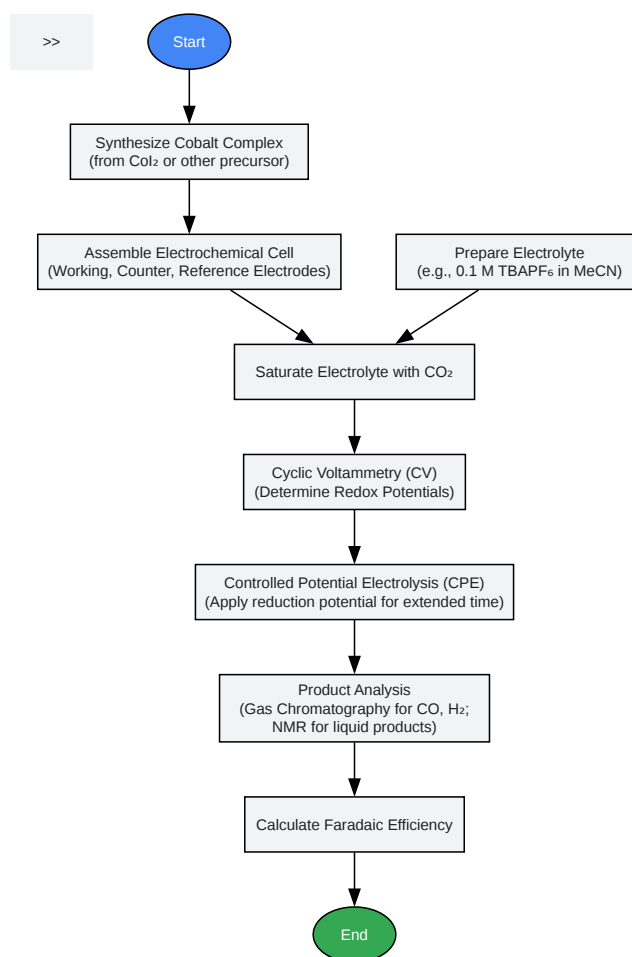 >>
Start
Synthesize Cobalt Complex
(from CoI₂ or other precursor)
Assemble Electrochemical Cell
(Working, Counter, Reference Electrodes)
Prepare Electrolyte
(e.g., 0.1 M TBAPF₆ in MeCN)
Saturate Electrolyte with CO₂
Cyclic Voltammetry (CV)
(Determine Redox Potentials)
Controlled Potential Electrolysis (CPE)
(Apply reduction potential for extended time)
Product Analysis
(Gas Chromatography for CO, H₂;
NMR for liquid products)
Calculate Faradaic Efficiency
End